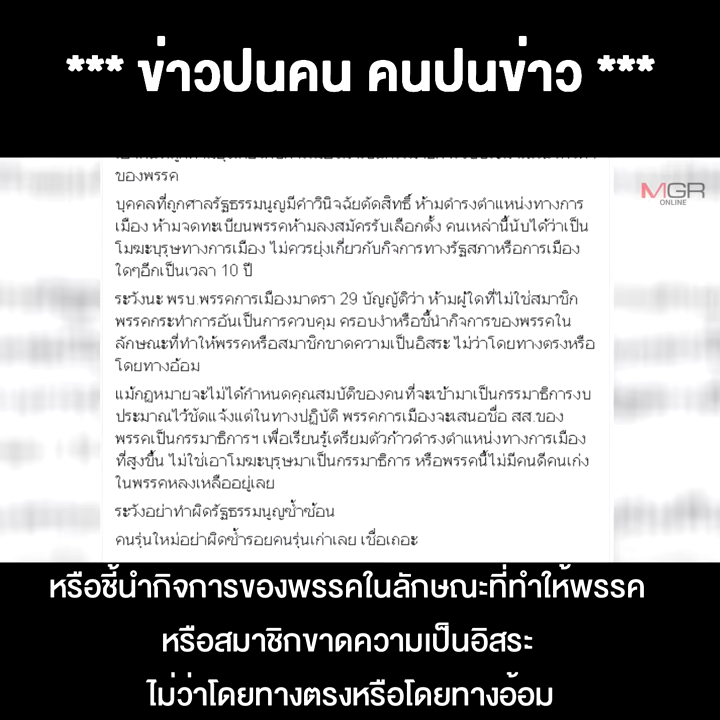 *** ข่าวปนคน คนปนข่าว ***
ของพรรค
MGR
ONLINE
บุคคลที่ถูกศาลรัฐธรรมนูญมีคำวินิจฉัยตัดสิทธิ์ ห้ามดำรงตำแหน่งทางการ
เมือง ห้ามจดทะเบียนพรรคห้ามลงสมัครรับเลือกตั้ง คนเหล่านี้นับได้ว่าเป็น
โมฆะบุรุษทางการเมือง ไม่ควรยุ่งเกี่ยวกับกิจการทางรัฐสภาหรือการเมือง
ใดๆอีกเป็นเวลา 10 ปี
ระวังนะ พรบ.พรรคการเมืองมาตรา 29 บัญญัติว่า ห้ามผู้ใดที่ไม่ใช่สมาชิก
พรรคกระทำการอันเป็นการควบคุม ครอบงำหรือชี้นำกิจการของพรรคใน
ลักษณะที่ทำให้พรรคหรือสมาชิกขาดความเป็นอิสระ ไม่ว่าโดยทางตรงหรือ
โดยทางอ้อม
แม้กฎหมายจะไม่ได้กำหนดคุณสมบัติของคนที่จะเข้ามาเป็นกรรมาธิการงบ
ประมาณไว้ชัดแจ้งแต่ในทางปฏิบัติ พรรคการเมืองจะเสนอชื่อ สส.ของ
พรรคเป็นกรรมาธิการฯ เพื่อเรียนรู้เตรียมตัวก้าวดำรงตำแหน่งทางการเมือง
ที่สูงขึ้น ไม่ใช่เอาโมฆะบุรุษมาเป็นกรรมาธิการ หรือพรรคนี้ไม่มีคนดีคนเก่ง
ในพรรคหลงเหลืออยู่เลย
ระวังอย่าทำผิดรัฐธรรมนูญซ้ำซ้อน
คนรุ่นใหม่อย่าผิดซ้ำรอยคนรุ่นเก่าเลย เชื่อเถอะ
หรือชี้นำกิจการของพรรคในลักษณะที่ทำให้พรรค
หรือสมาชิกขาดความเป็นอิสระ
ไม่ว่าโดยทางตรงหรือโดยทางอ้อม